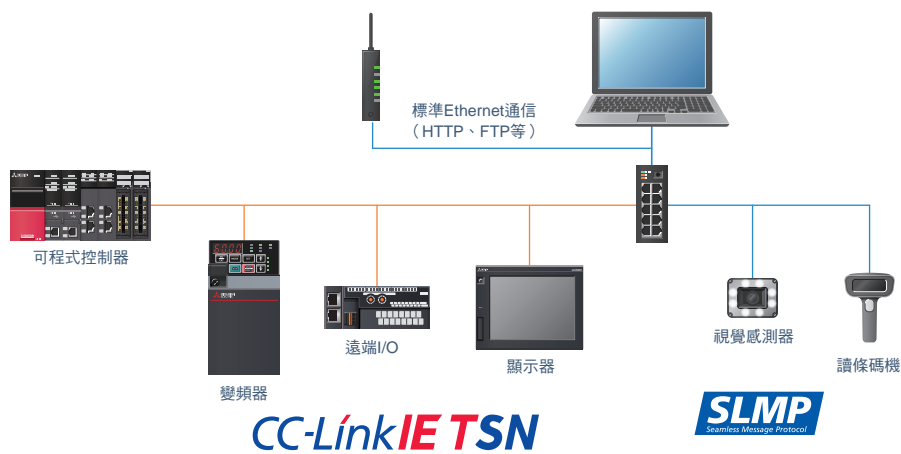 標準Ethernet通信
（HTTP、FTP等）
可程式控制器
6000
變頻器
遠端I/O
顯示器
視覺感測器
讀條碼機
CC-Link IE TSN
SLMP
Seamless Message Protocol